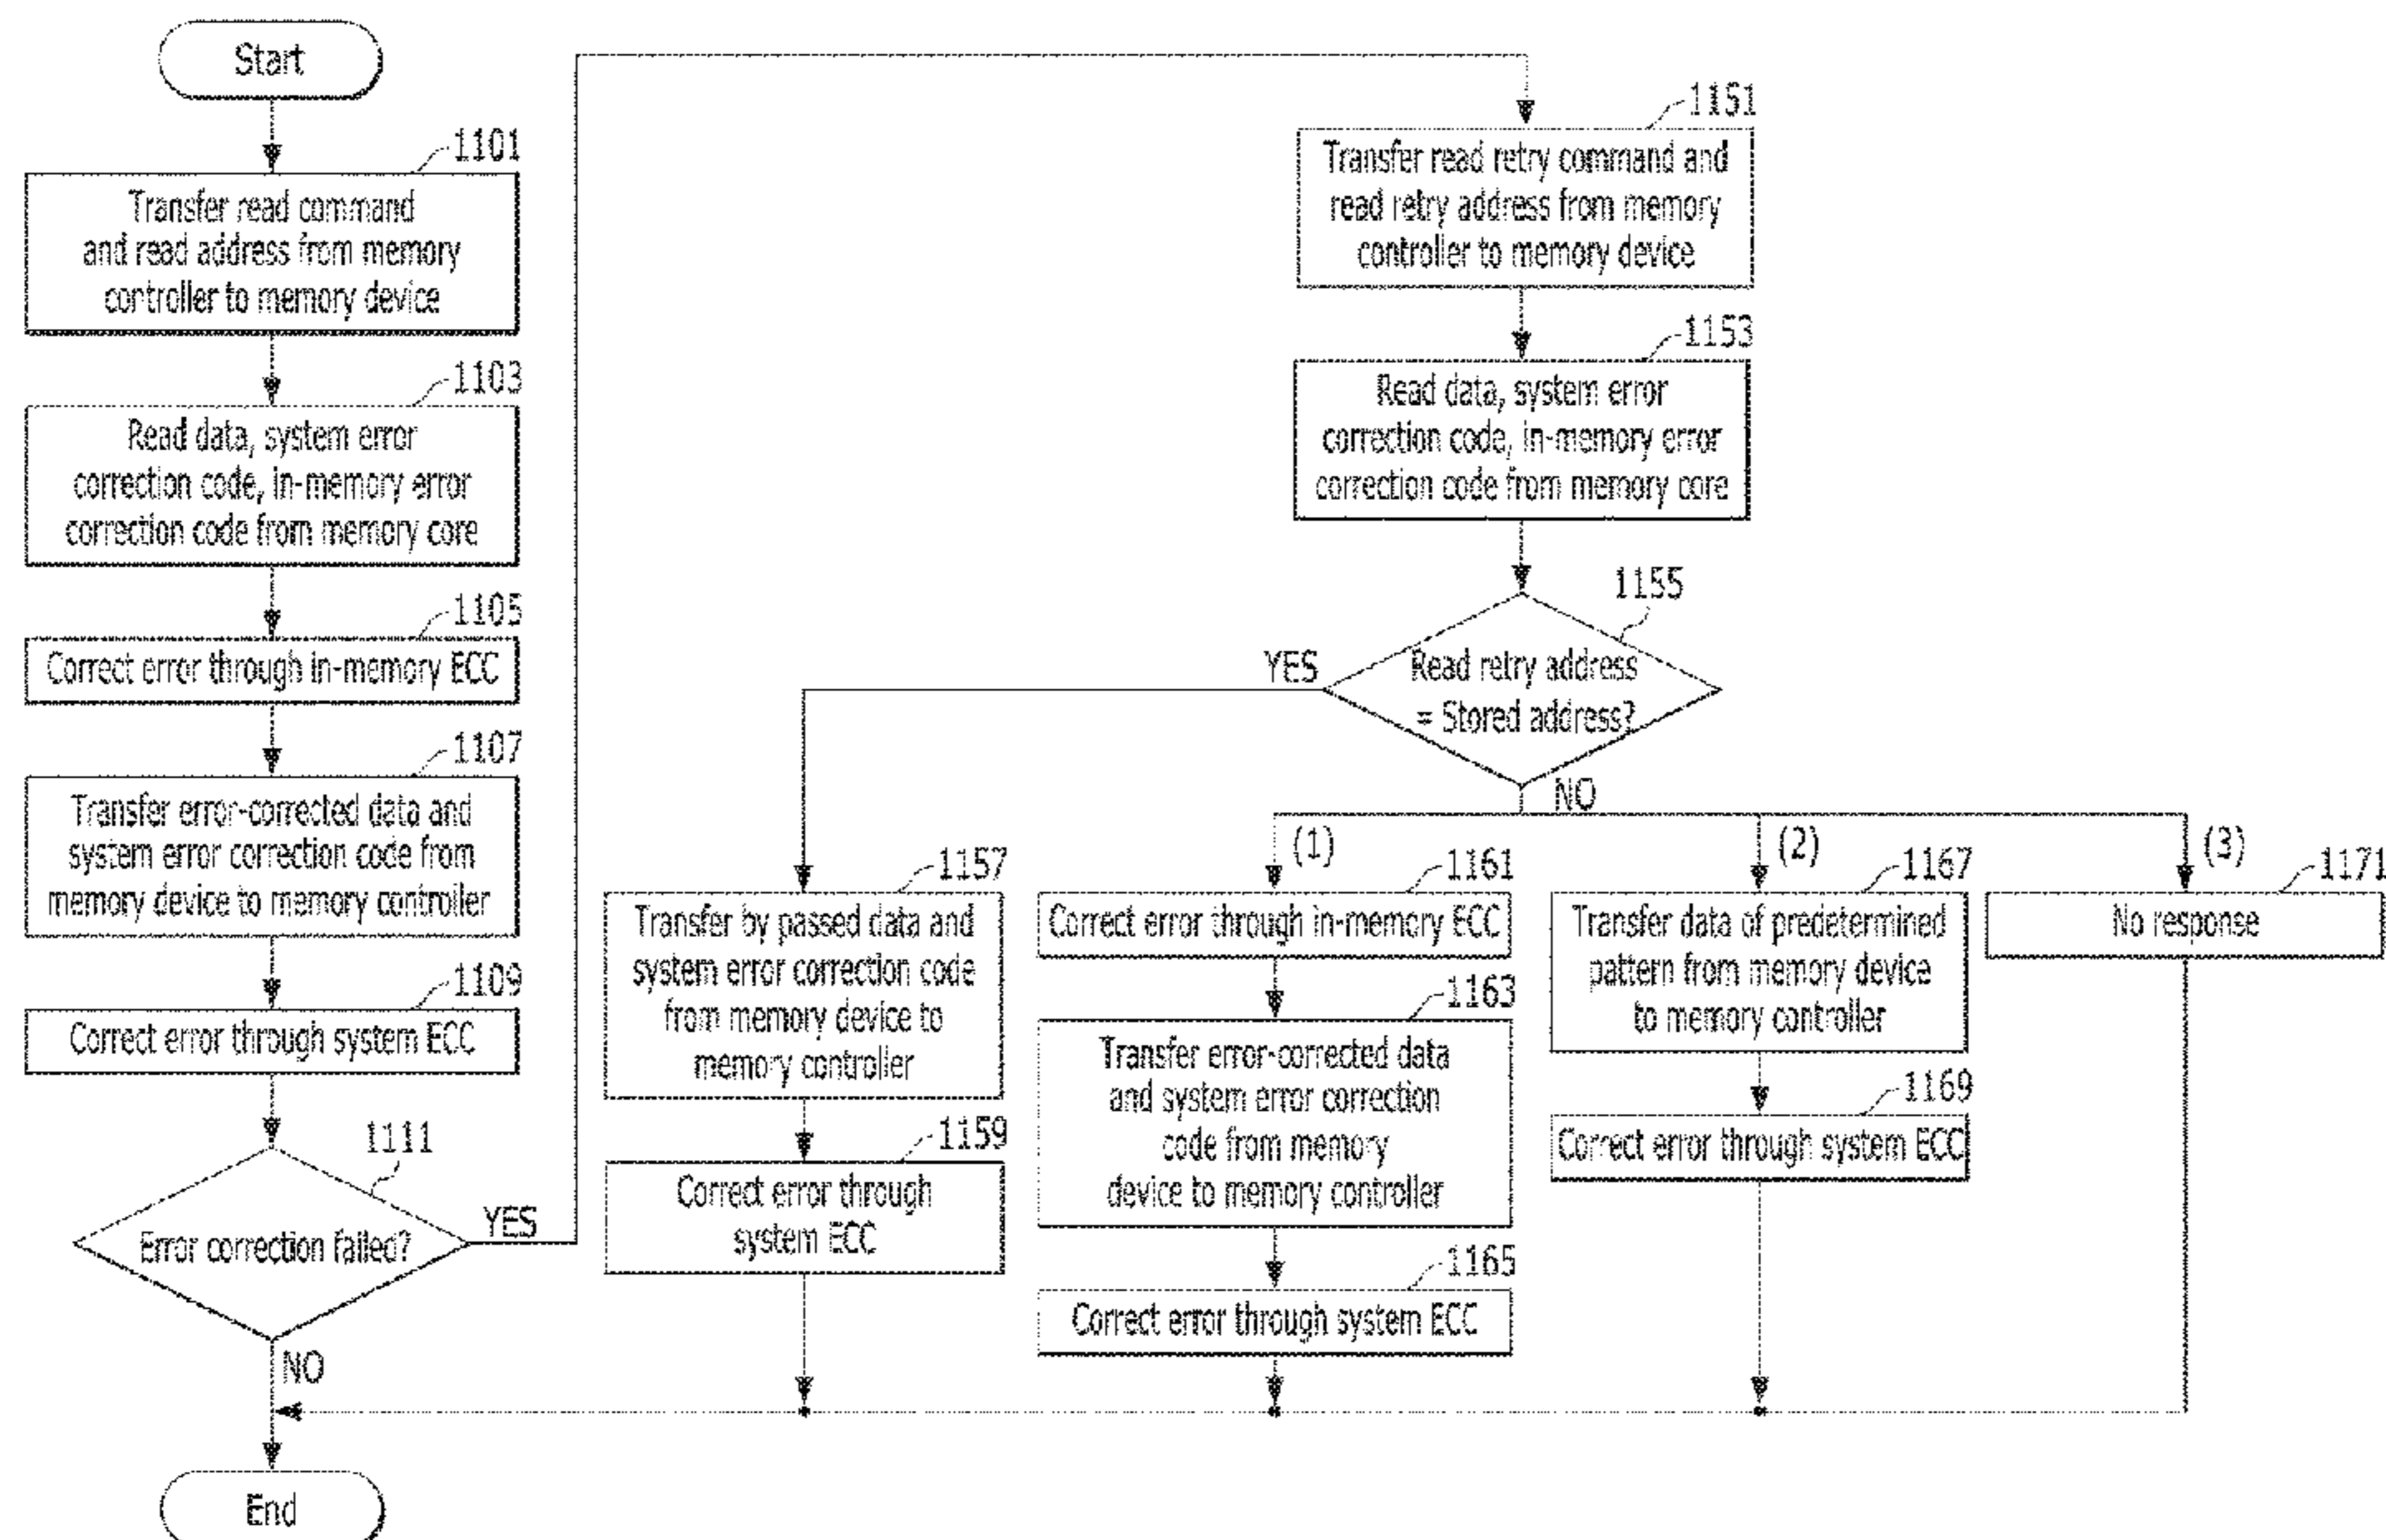 Start
1101
Transfer read command
and read address from memory
controller to memory device
1103
Read data, system error
correction code, in-memory error
correction code from memory core
1105
Correct error through in-memory ECC
1107
Transfer error-corrected data and
system error correction code from
memory device to memory controller
1109
Correct error through system ECC
1111
Error correction failed?
YES
NO
End
1151
Transfer read retry command and
read retry address from memory
controller to memory device
1153
Read data, system error
correction code, in-memory error
correction code from memory core
1155
Read retry address
= Stored address?
YES
NO
1157
Transfer by passed data and
system error correction code
from memory device to
memory controller
1159
Correct error through
system ECC
(1)
1161
Correct error through in-memory ECC
1163
Transfer error-corrected data
and system error correction
code from memory
device to memory controller
1165
Correct error through system ECC
(2)
1167
Transfer data of predetermined
pattern from memory device
to memory controller
1169
Correct error through system ECC
(3)
1171
No response